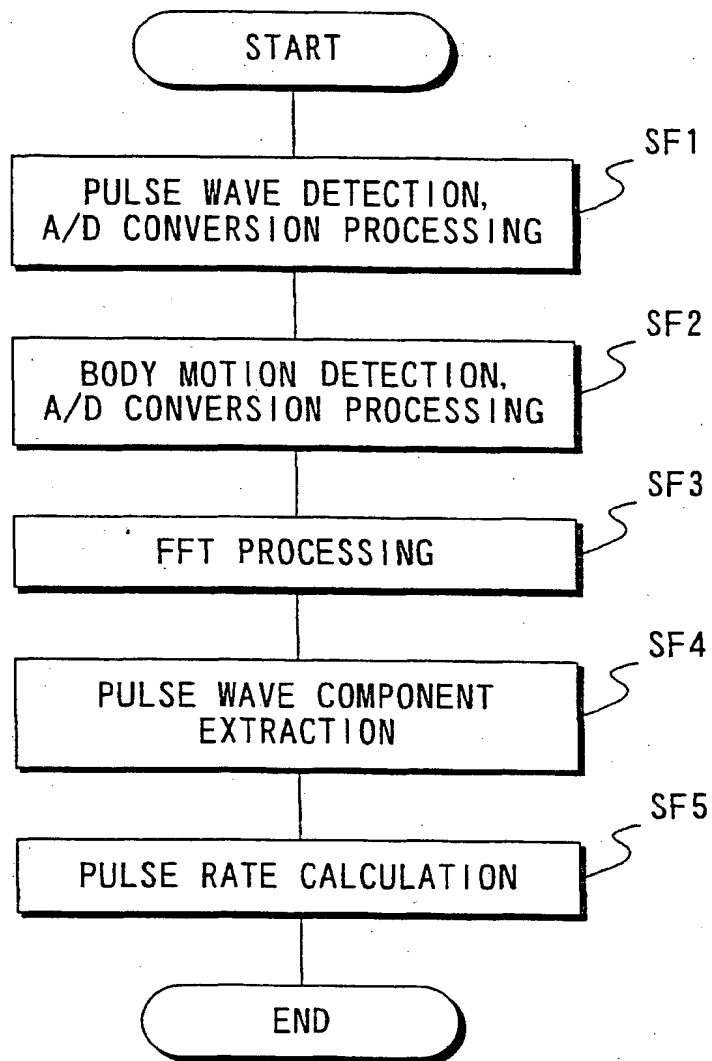 START
SF1
PULSE WAVE DETECTION,
A/D CONVERSION PROCESSING
SF2
BODY MOTION DETECTION,
A/D CONVERSION PROCESSING
SF3
FFT PROCESSING
SF4
PULSE WAVE COMPONENT
EXTRACTION
SF5
PULSE RATE CALCULATION
END